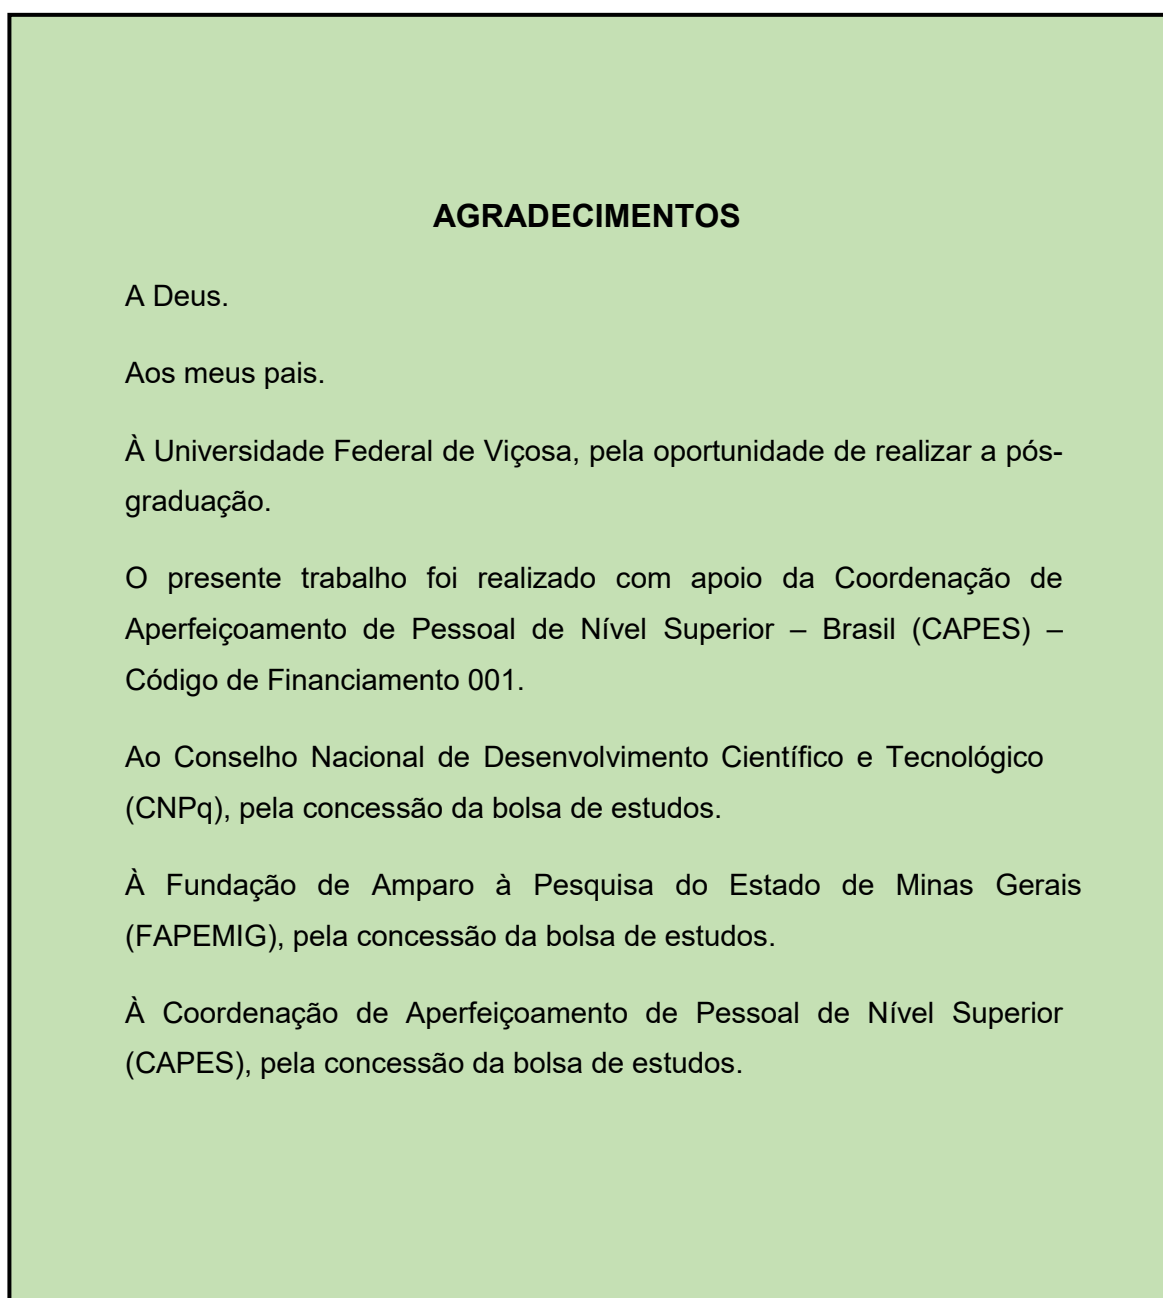 AGRADECIMENTOS
A Deus.
Aos meus pais.
À Universidade Federal de Viçosa, pela oportunidade de realizar a pós-
graduação.
O presente trabalho foi realizado com apoio da Coordenação de
Aperfeiçoamento de Pessoal de Nível Superior – Brasil (CAPES) –
Código de Financiamento 001.
Ao Conselho Nacional de Desenvolvimento Científico e Tecnológico
(CNPq), pela concessão da bolsa de estudos.
À Fundação de Amparo à Pesquisa do Estado de Minas Gerais
(FAPEMIG), pela concessão da bolsa de estudos.
À Coordenação de Aperfeiçoamento de Pessoal de Nível Superior
(CAPES), pela concessão da bolsa de estudos.